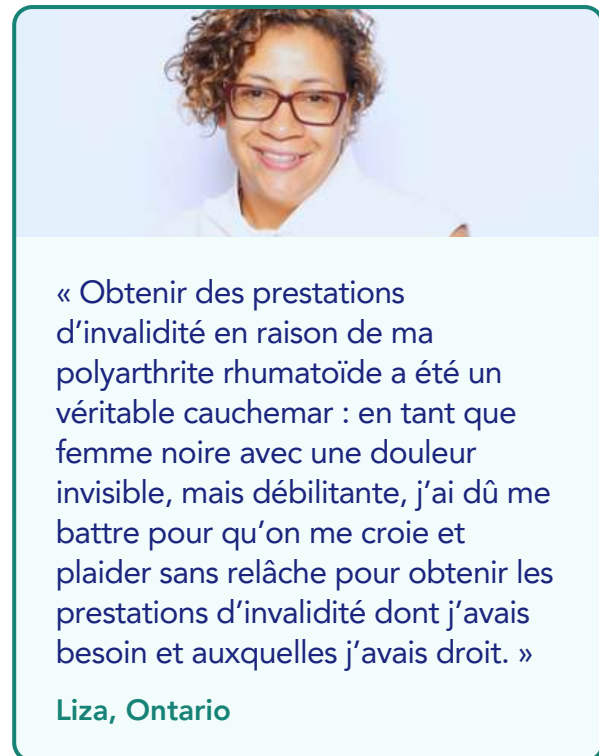 « Obtenir des prestations
d’invalidité en raison de ma
polyarthrite rhumatoïde a été un
véritable cauchemar : en tant que
femme noire avec une douleur
invisible, mais débilitante, j’ai dû me
battre pour qu’on me croie et
plaider sans relâche pour obtenir les
prestations d’invalidité dont j’avais
besoin et auxquelles j’avais droit. »
Liza, Ontario